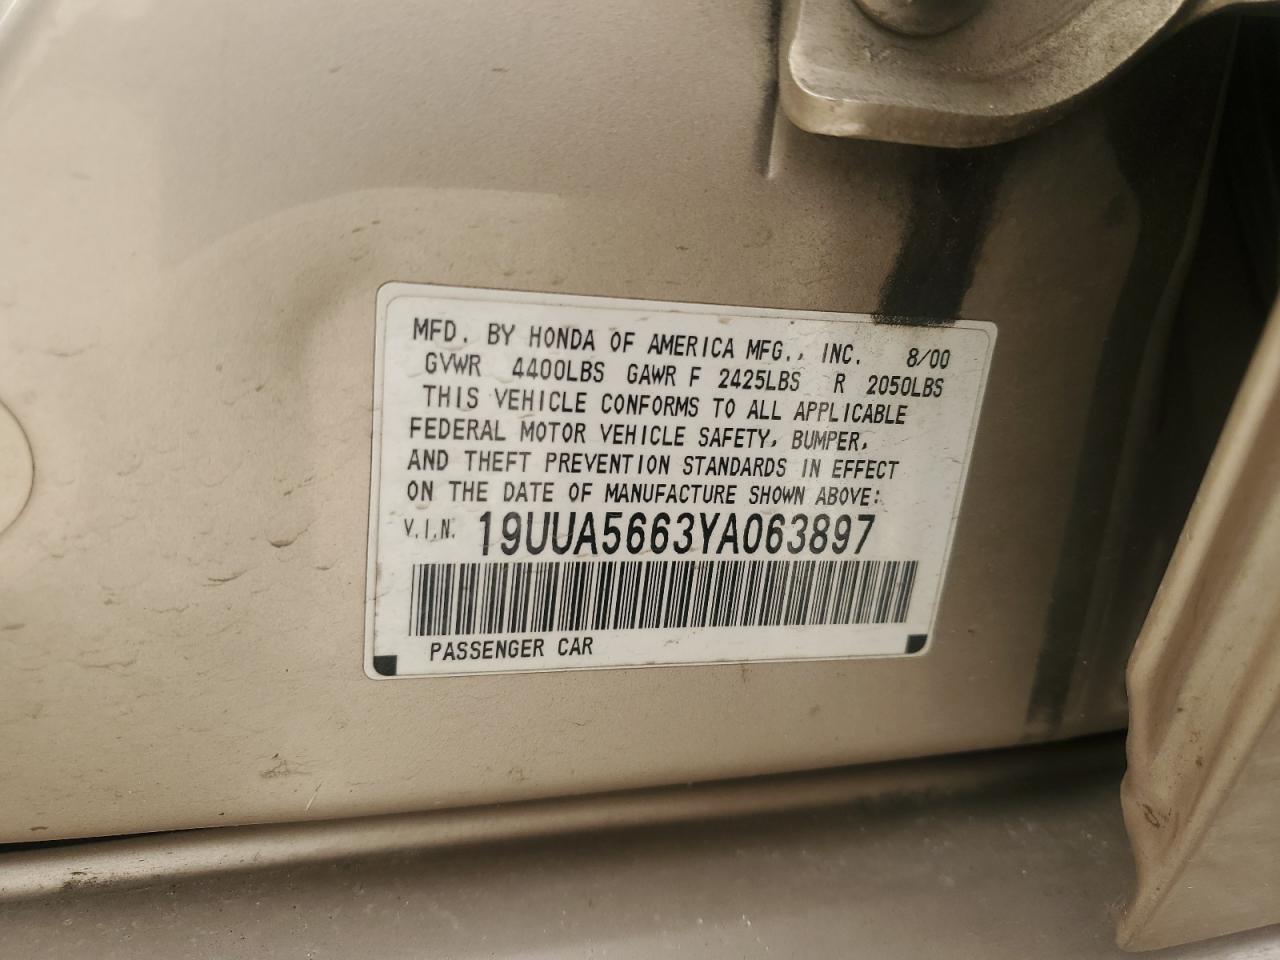 MFD. BY HONDA OF AMERICA MFG., INC. 8/00
GVWR 4400LBS GAWR F 2425LBS R 2050LBS
THIS VEHICLE CONFORMS TO ALL APPLICABLE
FEDERAL MOTOR VEHICLE SAFETY, BUMPER,
AND THEFT PREVENTION STANDARDS IN EFFECT
ON THE DATE OF MANUFACTURE SHOWN ABOVE:
V.I.N. 19UUA5663YA063897
PASSENGER CAR